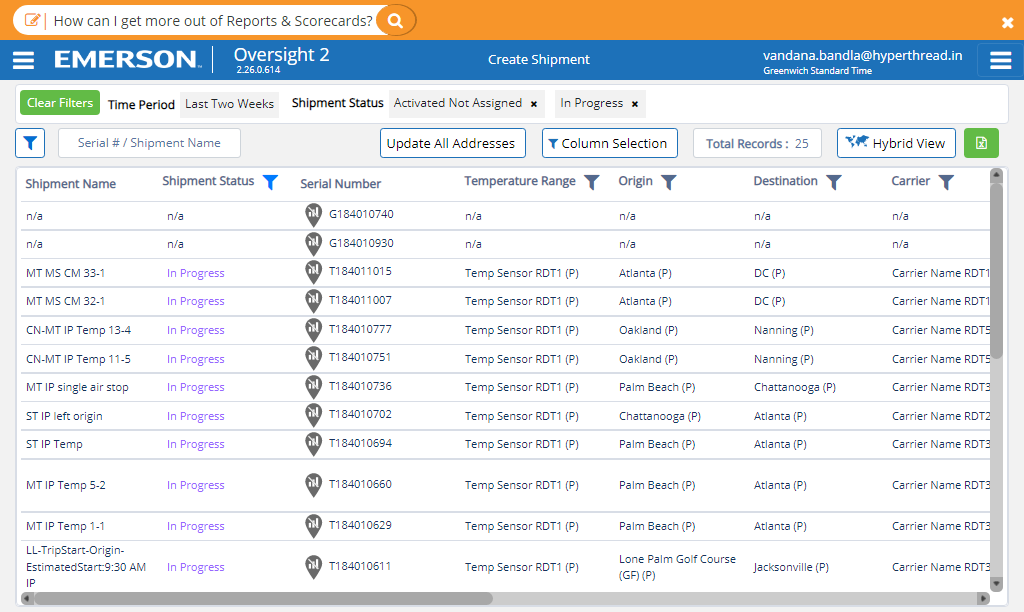 How can I get more out of Reports & Scorecards?
EMERSON Oversight 2 2.26.0.614 Create Shipment vandana.bandla@hyperthread.in
Greenwich Standard Time
Clear Filters Time Period Last Two Weeks Shipment Status Activated Not Assigned × In Progress ×
Serial # / Shipment Name Update All Addresses Column Selection Total Records : 25 Hybrid View
Shipment Name Shipment Status Serial Number Temperature Range Origin Destination Carrier
n/a n/a G184010740 n/a n/a n/a n/a
n/a n/a G184010930 n/a n/a n/a n/a
MT MS CM 33-1 In Progress T184011015 Temp Sensor RDT1 (P) Atlanta (P) DC (P) Carrier Name RDT1
MT MS CM 32-1 In Progress T184011007 Temp Sensor RDT1 (P) Atlanta (P) DC (P) Carrier Name RDT1
CN-MT IP Temp 13-4 In Progress T184010777 Temp Sensor RDT1 (P) Oakland (P) Nanning (P) Carrier Name RDT5
CN-MT IP Temp 11-5 In Progress T184010751 Temp Sensor RDT1 (P) Oakland (P) Nanning (P) Carrier Name RDT5
MT IP single air stop In Progress T184010736 Temp Sensor RDT1 (P) Palm Beach (P) Chattanooga (P) Carrier Name RDT3
ST IP left origin In Progress T184010702 Temp Sensor RDT1 (P) Chattanooga (P) Atlanta (P) Carrier Name RDT2
ST IP Temp In Progress T184010694 Temp Sensor RDT1 (P) Palm Beach (P) Atlanta (P) Carrier Name RDT3
MT IP Temp 5-2 In Progress T184010660 Temp Sensor RDT1 (P) Palm Beach (P) Atlanta (P) Carrier Name RDT3
MT IP Temp 1-1 In Progress T184010629 Temp Sensor RDT1 (P) Palm Beach (P) Atlanta (P) Carrier Name RDT3
LL-TripStart-Origin-
EstimatedStart:9:30 AM
IP
In Progress T184010611 Temp Sensor RDT1 (P)
Lone Palm Golf Course
(GF) (P)
Jacksonville (P) Carrier Name RDT3